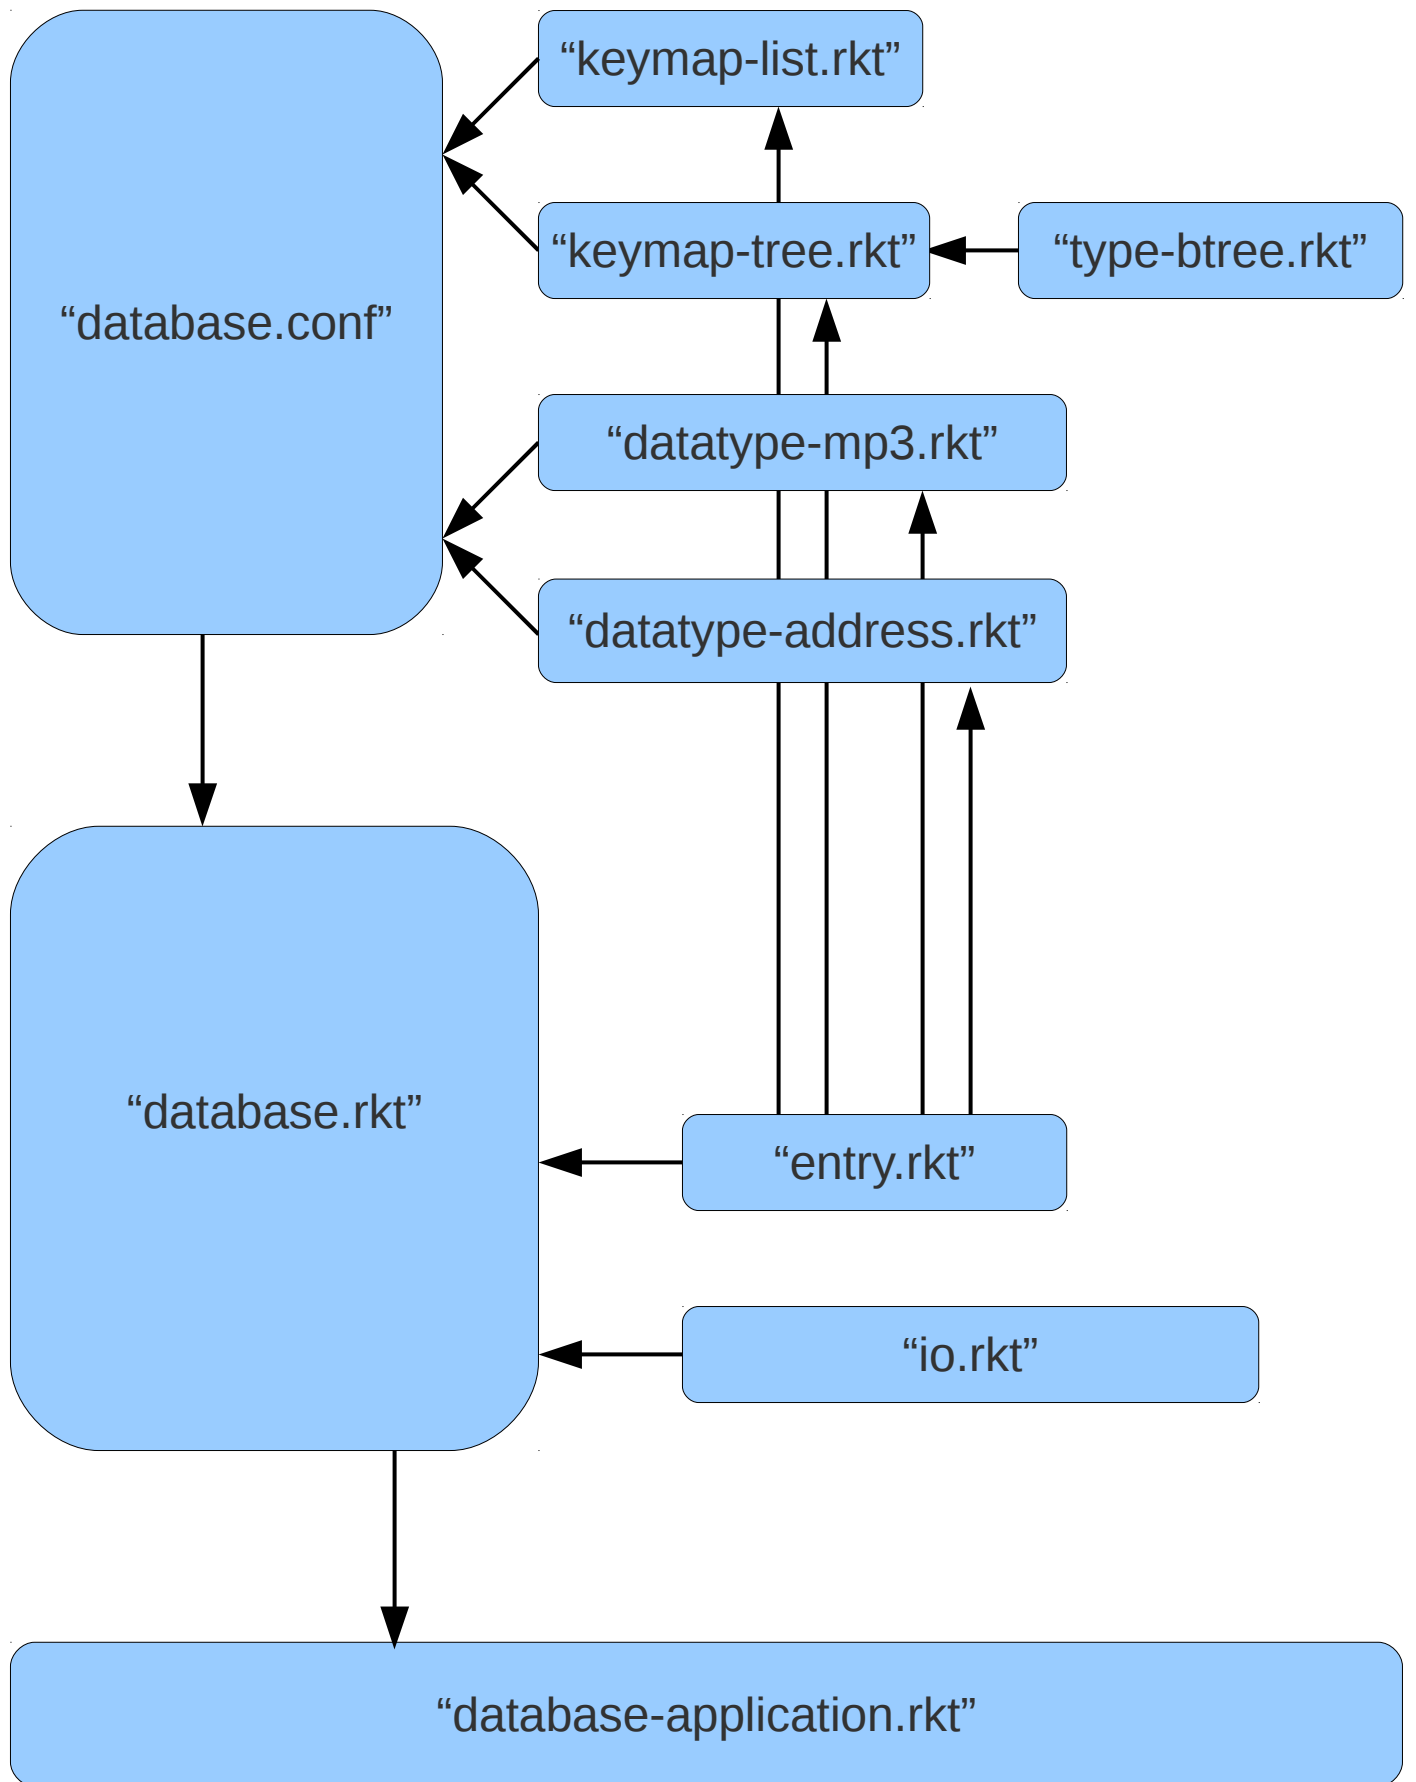 “keymap-list.rkt”
“keymap-tree.rkt”
“type-btree.rkt”
“database.conf”
“datatype-mp3.rkt”
“datatype-address.rkt”
“database.rkt”
“entry.rkt”
“io.rkt”
“database-application.rkt”